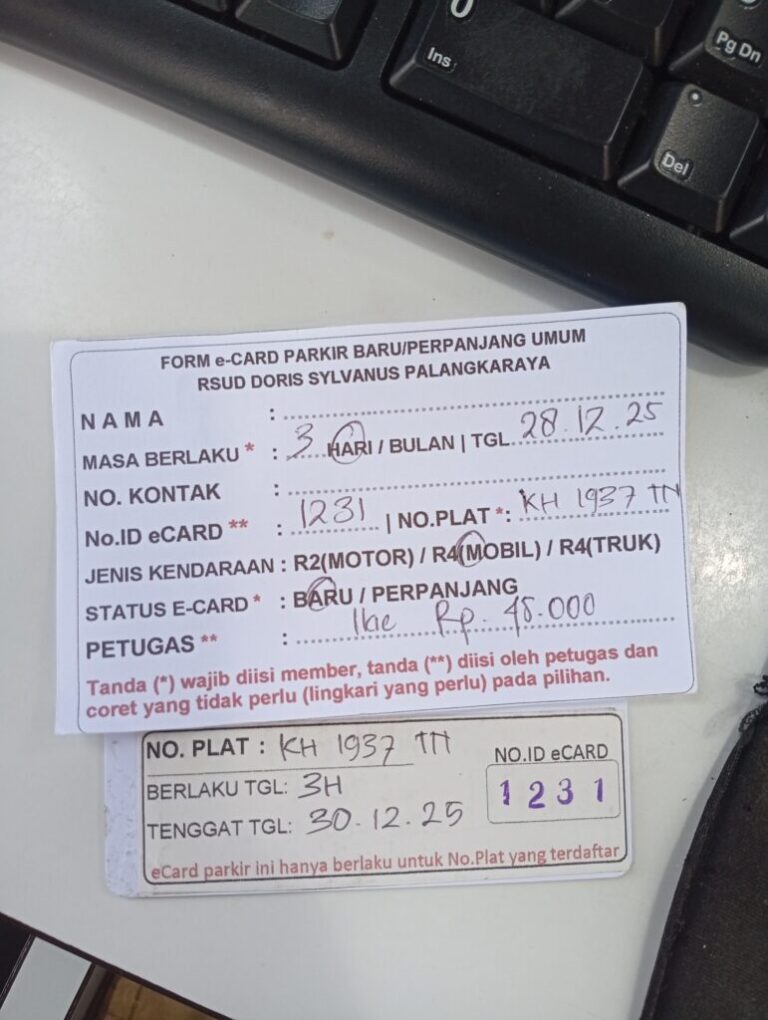 0
Ins
Pg Dn
Del
FORM e-CARD PARKIR BARU/PERPANJANG UMUM
RSUD DORIS SYLVANUS PALANGKARAYA
NAMA :
MASA BERLAKU * : 3 HARI / BULAN | TGL. 28.12.25
NO. KONTAK :
No.ID eCARD ** : 1231 | NO.PLAT *: KH 1937 TN
JENIS KENDARAAN : R2(MOTOR) / R4(MOBIL) / R4(TRUK)
STATUS E-CARD * : BARU / PERPANJANG
PETUGAS ** : Rp. 45.000
Tanda (*) wajib diisi member, tanda (**) diisi oleh petugas dan
coret yang tidak perlu (lingkari yang perlu) pada pilihan.
NO. PLAT : KH 1937 TN
NO.ID eCARD
BERLAKU TGL: 3H
1231
TENGGAT TGL: 30.12.25
eCard parkir ini hanya berlaku untuk No.Plat yang terdaftar